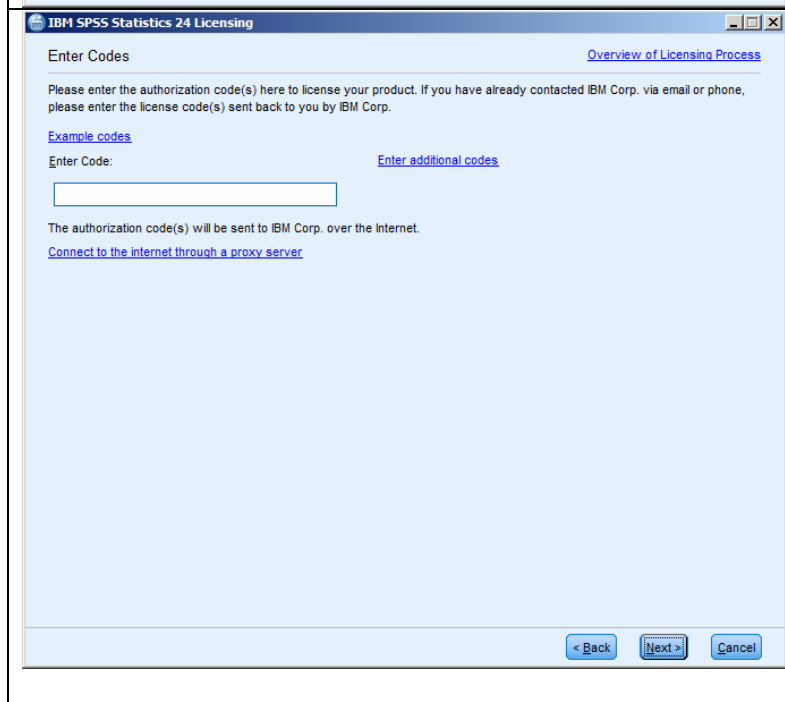 IBM SPSS Statistics 24 Licensing
Enter Codes
Overview of Licensing Process
Please enter the authorization code(s) here to license your product. If you have already contacted IBM Corp. via email or phone,
please enter the license code(s) sent back to you by IBM Corp.
Example codes
Enter Code:
Enter additional codes
The authorization code(s) will be sent to IBM Corp. over the Internet.
Connect to the internet through a proxy server
< Back
Next >
Cancel